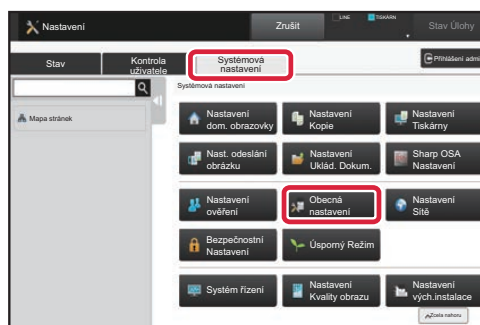 Nastavení
Zrušit
LINE
TISKÁRN
Stav Úlohy
Stav
Kontrola
uživatele
Systémová
nastavení
Přihlášení admi
Systémová nastavení
Mapa stránek
Nastavení
dom. obrazovky
Nastavení
Kopie
Nastavení
Tiskárny
Nast. odeslání
obrázku
Nastavení
Uklád. Dokum.
Sharp OSA
Nastavení
Nastavení
ověření
Obecná
nastavení
Nastavení
Sítě
Bezpečnostní
Nastavení
Úsporný Režim
Systém řízení
Nastavení
Kvality obrazu
Nastavení
vých.instalace
Zcela nahoru